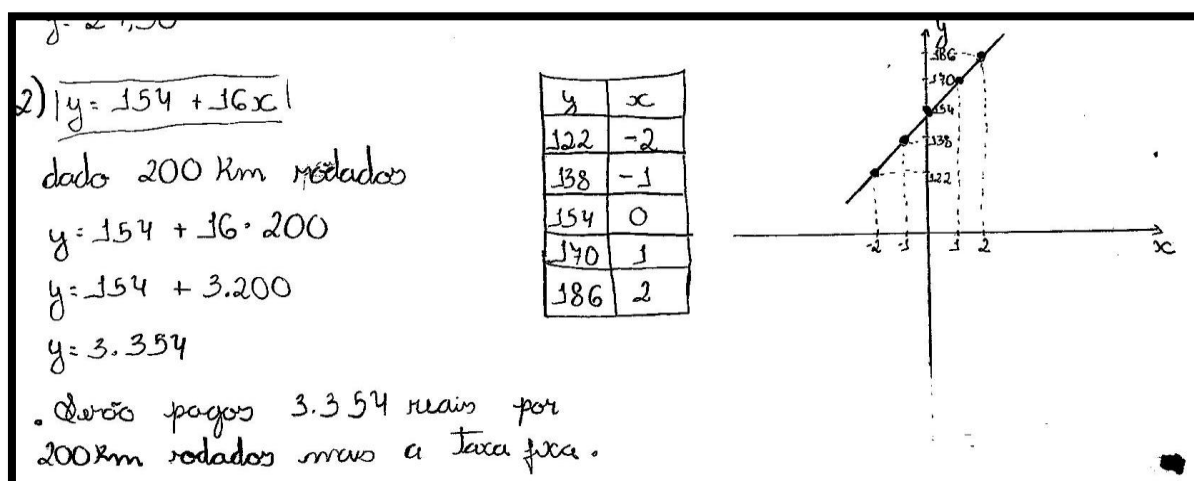 2) y = 154 + 16x
dado 200 Km rodados
y = 154 + 16 · 200
y = 154 + 3.200
y = 3.354
. Serão pagos 3.354 reais por
200 Km rodados mais a Taxa fixa.
y x
122 -2
138 -1
154 0
170 1
186 2
y
186
170
154
138
122
-2 -1 1 2
x